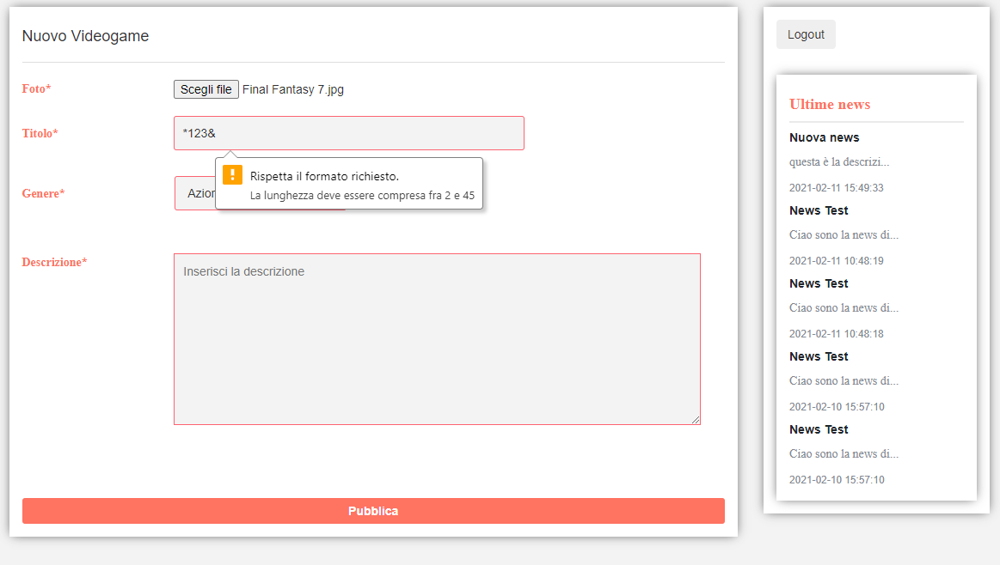 Nuovo Videogame
Foto*
Scegli file Final Fantasy 7.jpg
Titolo*
*123&
Rispetta il formato richiesto.
La lunghezza deve essere compresa fra 2 e 45
Genere*
Descrizione*
Inserisci la descrizione
Pubblica
Logout
Ultime news
Nuova news
questa è la descrizi...
2021-02-11 15:49:33
News Test
Ciao sono la news di...
2021-02-11 10:48:19
News Test
Ciao sono la news di...
2021-02-11 10:48:18
News Test
Ciao sono la news di...
2021-02-10 15:57:10
News Test
Ciao sono la news di...
2021-02-10 15:57:10